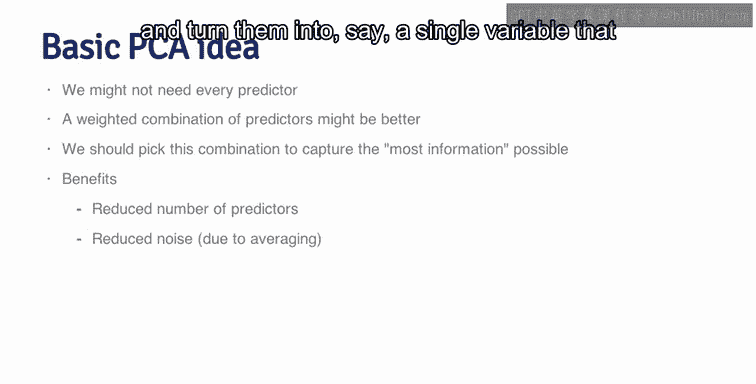 and turn them into, say, a single variable that
Basic PCA idea
· We might not need every predictor
· A weighted combination of predictors might be better
· We should pick this combination to capture the "most information" possible
· Benefits
- Reduced number of predictors
- Reduced noise (due to averaging)